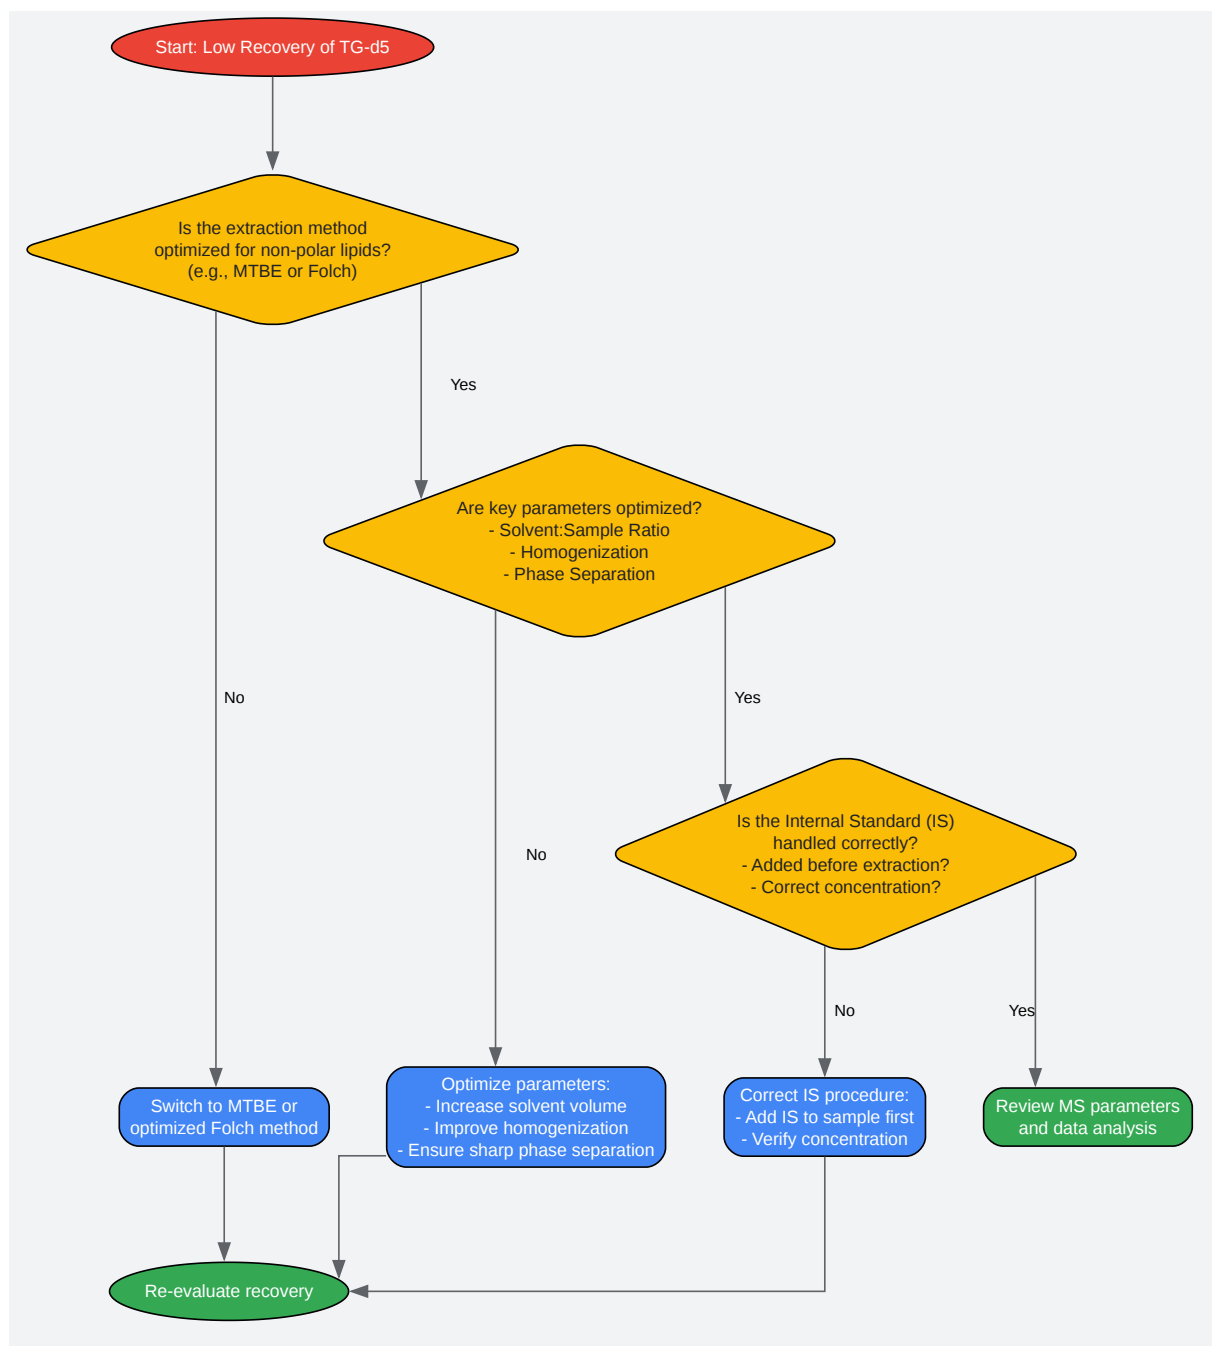 Start: Low Recovery of TG-d5
Is the extraction method
optimized for non-polar lipids?
(e.g., MTBE or Folch)
Yes
Are key parameters optimized?
- Solvent:Sample Ratio
- Homogenization
- Phase Separation
No
Yes
Is the Internal Standard (IS)
handled correctly?
- Added before extraction?
- Correct concentration?
No
No
Yes
Switch to MTBE or
optimized Folch method
Optimize parameters:
- Increase solvent volume
- Improve homogenization
- Ensure sharp phase separation
Correct IS procedure:
- Add IS to sample first
- Verify concentration
Review MS parameters
and data analysis
Re-evaluate recovery